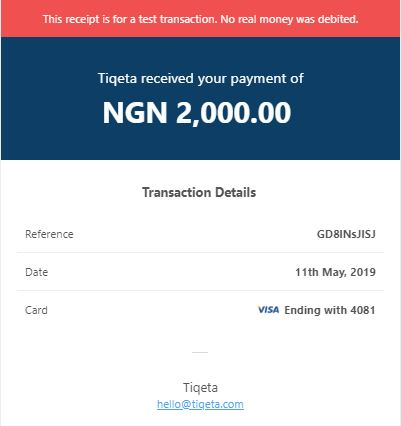 This receipt is for a test transaction. No real money was debited.
Tiqeta received your payment of
NGN 2,000.00
Transaction Details
Reference GD8INsJISJ
Date 11th May, 2019
Card VISA Ending with 4081
Tiqeta
hello@tiqeta.com